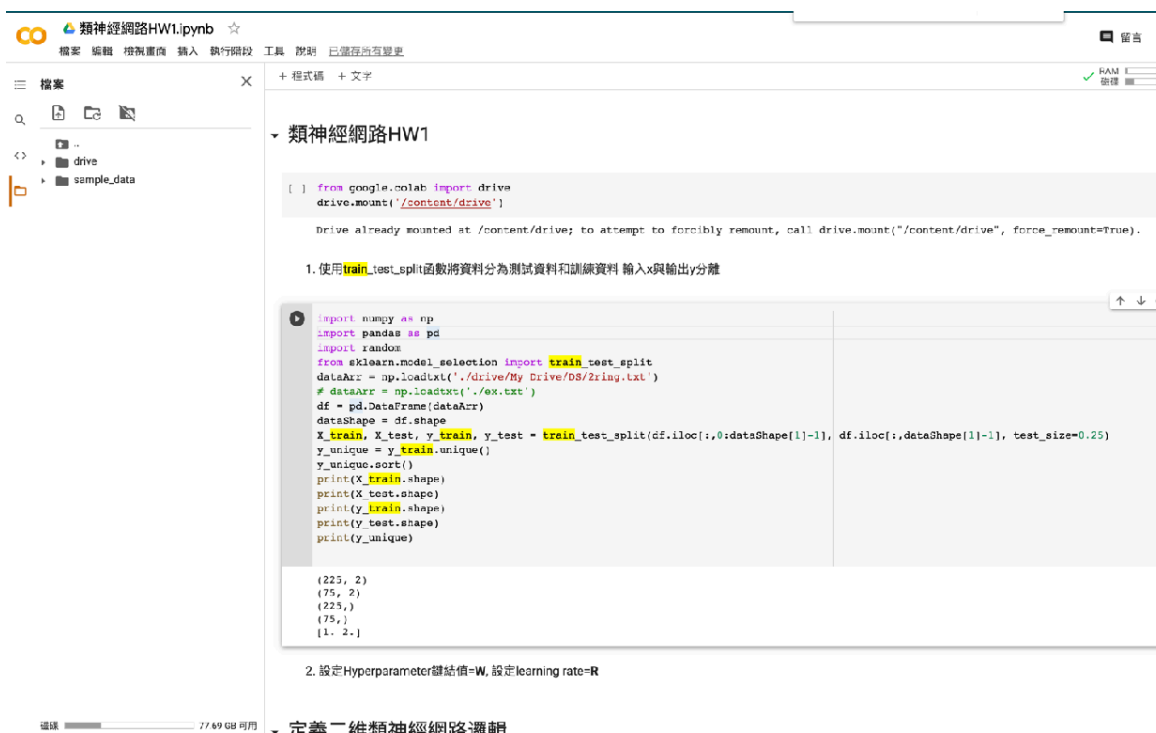 類神經網路HW1.ipynb
檔案 編輯 檢視畫面 插入 執行階段 工具 說明 已儲存所有變更
留言
檔案
+ 程式碼 + 文字
RAM
磁碟
..
drive
sample_data
類神經網路HW1
[ ] from google.colab import drive
drive.mount('/content/drive')
Drive already mounted at /content/drive; to attempt to forcibly remount, call drive.mount("/content/drive", force_remount=True).
1. 使用train_test_split函數將資料分為測試資料和訓練資料 輸入x與輸出y分離
import numpy as np
import pandas as pd
import random
from sklearn.model_selection import train_test_split
dataArr = np.loadtxt('./drive/My Drive/DS/2ring.txt')
# dataArr = np.loadtxt('./ex.txt')
df = pd.DataFrame(dataArr)
dataShape = df.shape
X_train, X_test, y_train, y_test = train_test_split(df.iloc[:,0:dataShape[1]-1], df.iloc[:,dataShape[1]-1], test_size=0.25)
y_unique = y_train.unique()
y_unique.sort()
print(X_train.shape)
print(X_test.shape)
print(y_train.shape)
print(y_test.shape)
print(y_unique)
(225, 2)
(75, 2)
(225,)
(75,)
[1. 2.]
2. 設定Hyperparameter鍵結值=W, 設定learning rate=R
磁碟 77.69 GB 可用
定義二維類神經網路邏輯